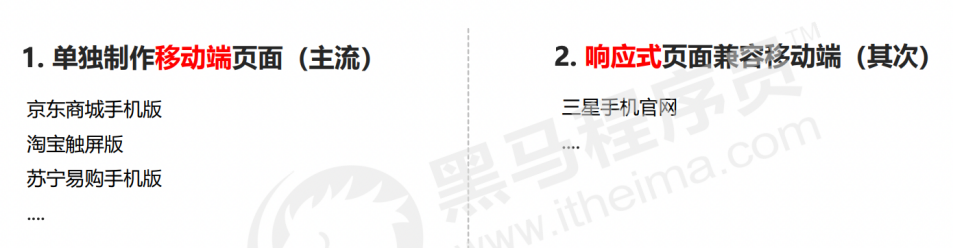 1. 单独制作移动端页面（主流）
京东商城手机版
淘宝触屏版
苏宁易购手机版
....
2. 响应式页面兼容移动端（其次）
三星手机官网
....
黑马程序员™
www.itheima.com